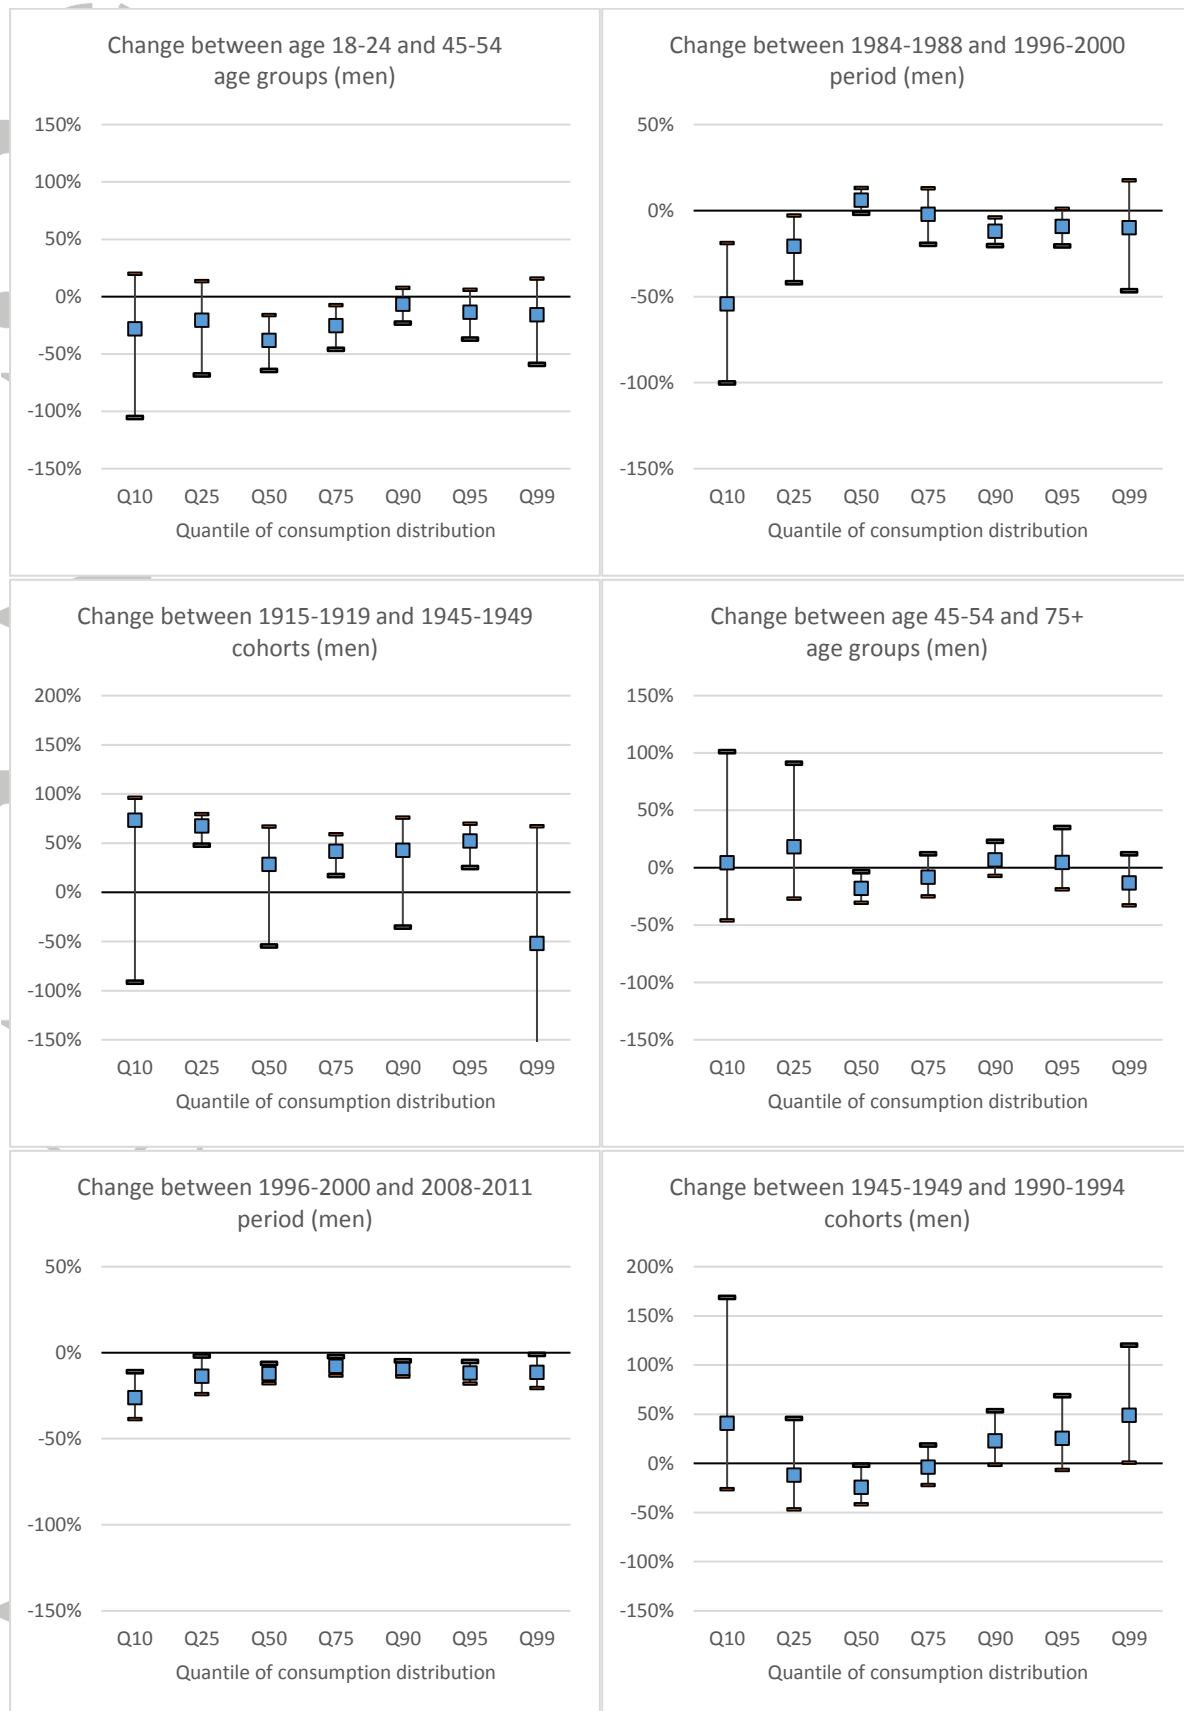 Change between age 18-24 and 45-54
age groups (men)
150%
100%
50%
0%
-50%
-100%
-150%
Q10 Q25 Q50 Q75 Q90 Q95 Q99
Quantile of consumption distribution
Change between 1984-1988 and 1996-2000
period (men)
50%
0%
-50%
-100%
-150%
Q10 Q25 Q50 Q75 Q90 Q95 Q99
Quantile of consumption distribution
Change between 1915-1919 and 1945-1949
cohorts (men)
200%
150%
100%
50%
0%
-50%
-100%
-150%
Q10 Q25 Q50 Q75 Q90 Q95 Q99
Quantile of consumption distribution
Change between age 45-54 and 75+
age groups (men)
150%
100%
50%
0%
-50%
-100%
-150%
Q10 Q25 Q50 Q75 Q90 Q95 Q99
Quantile of consumption distribution
Change between 1996-2000 and 2008-2011
period (men)
50%
0%
-50%
-100%
-150%
Q10 Q25 Q50 Q75 Q90 Q95 Q99
Quantile of consumption distribution
Change between 1945-1949 and 1990-1994
cohorts (men)
200%
150%
100%
50%
0%
-50%
-100%
-150%
Q10 Q25 Q50 Q75 Q90 Q95 Q99
Quantile of consumption distribution